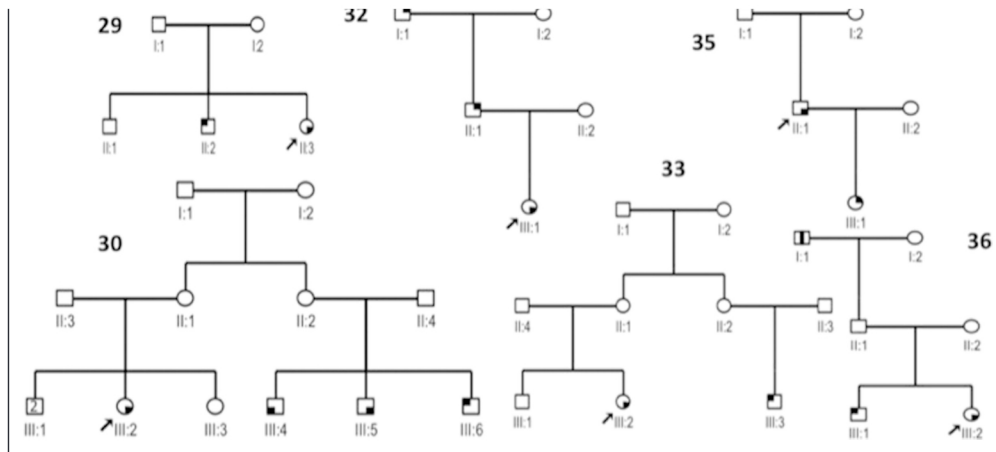 29
I:1 I:2
II:1 II:2 II:3
30
I:1 I:2
II:3 II:1 II:2 II:4
2
III:1 III:2 III:3 III:4 III:5 III:6
32
I:1 I:2
II:1 II:2
III:1
33
I:1 I:2
II:4 II:1 II:2 II:3
III:1 III:2 III:3
35
I:1 I:2
II:1 II:2
III:1
36
I:1 I:2
II:1 II:2
III:1 III:2